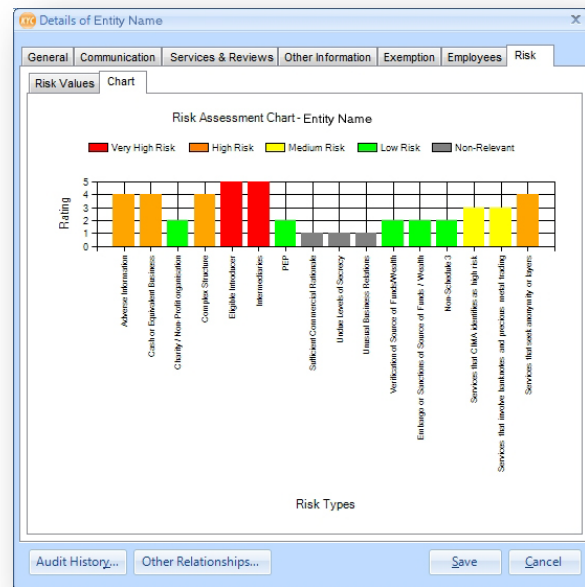 KYC Details of Entity Name X
General Communication Services & Reviews Other Information Exemption Employees Risk
Risk Values Chart
Risk Assessment Chart - Entity Name
Very High Risk High Risk Medium Risk Low Risk Non-Relevant
Rating
5
4
3
2
1
0
Adverse Information
Cash or Equivalent Business
Charity / Non-Profit organisation
Complex Structure
Eligible Introducer
Intermediaries
PEP
Sufficient Commercial Rationale
Undue Levels of Secrecy
Unusual Business Relations
Verification of Source of Funds/Wealth
Embargo or Sanctions of Source of Funds / Wealth
Non-Schedule 3
Services that CIMA identifies as high risk
Services that involve banknotes and precious metal trading
Services that seek anonymity or layers
Risk Types
Audit History... Other Relationships... Save Cancel